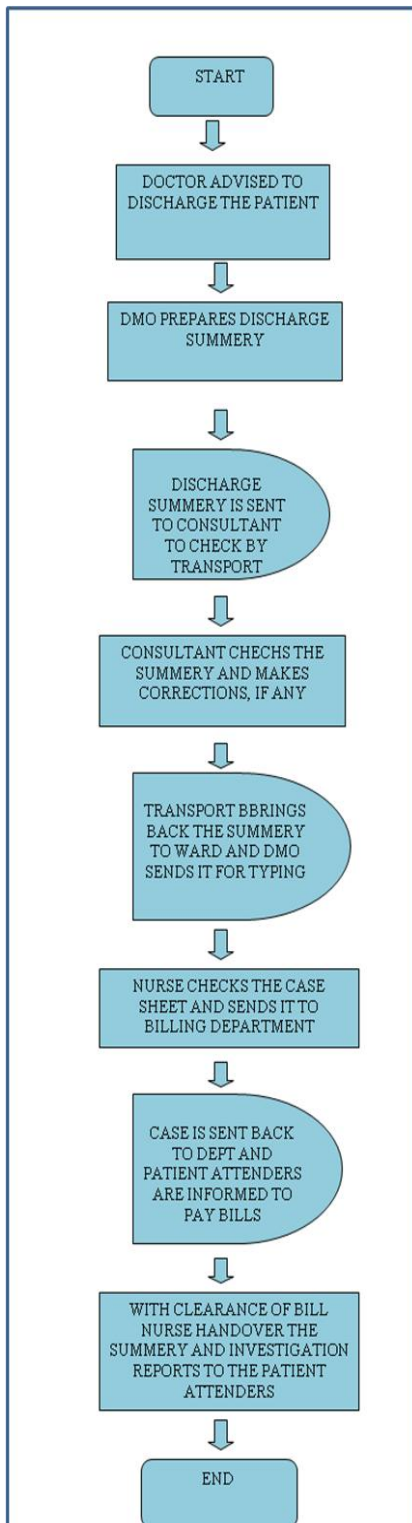 START
DOCTOR ADVISED TO
DISCHARGE THE PATIENT
DMO PREPARES DISCHARGE
SUMMERY
DISCHARGE
SUMMERY IS SENT
TO CONSULTANT
TO CHECK BY
TRANSPORT
CONSULTANT CHECHS THE
SUMMERY AND MAKES
CORRECTIONS, IF ANY
TRANSPORT BBRINGS
BACK THE SUMMERY
TO WARD AND DMO
SENDS IT FOR TYPING
NURSE CHECKS THE CASE
SHEET AND SENDS IT TO
BILLING DEPARTMENT
CASE IS SENT BACK
TO DEPT AND
PATIENT ATTENDERS
ARE INFORMED TO
PAY BILLS
WITH CLEARANCE OF BILL
NURSE HANDOVER THE
SUMMERY AND INVESTIGATION
REPORTS TO THE PATIENT
ATTENDERS
END